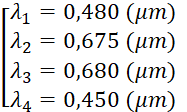 λ₁ = 0,480 (μm)
λ₂ = 0,675 (μm)
λ₃ = 0,680 (μm)
λ₄ = 0,450 (μm)